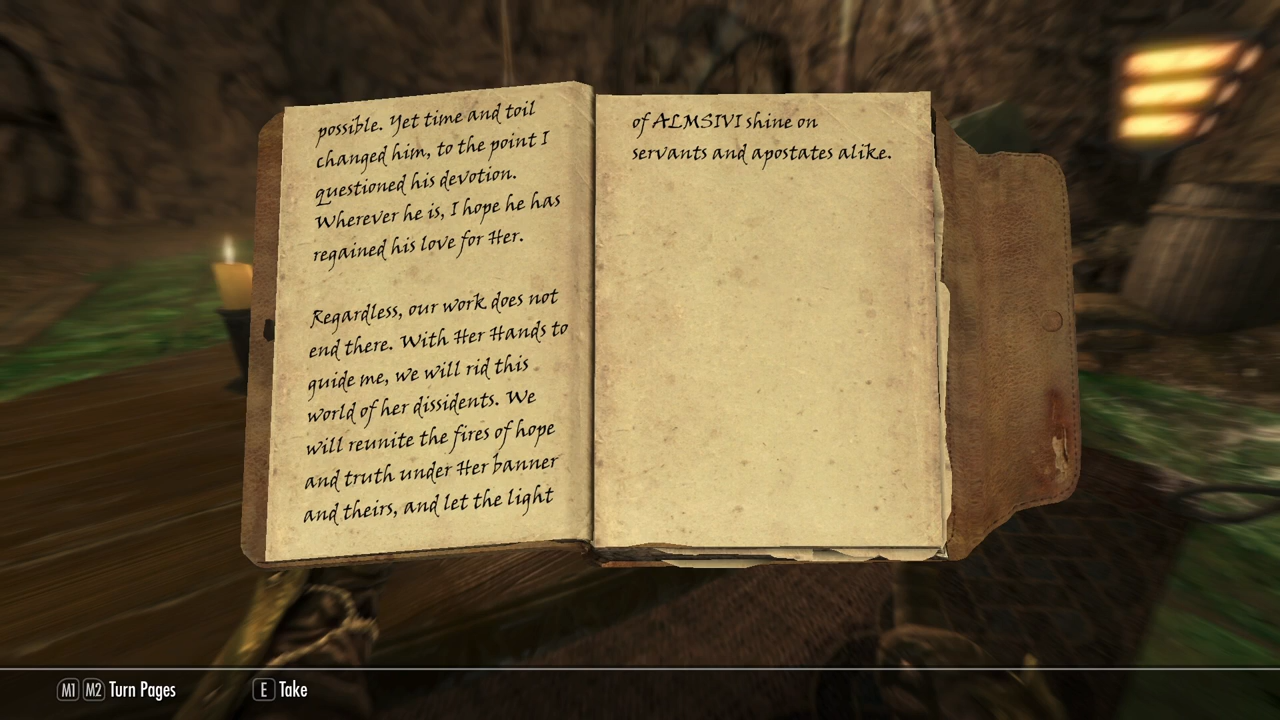 possible. Yet time and toil
changed him, to the point I
questioned his devotion.
Wherever he is, I hope he has
regained his love for Her.
Regardless, our work does not
end there. With Her Hands to
guide me, we will rid this
world of her dissidents. We
will reunite the fires of hope
and truth under Her banner
and theirs, and let the light
of ALMSIVI shine on
servants and apostates alike.
M1 M2 Turn Pages
E Take